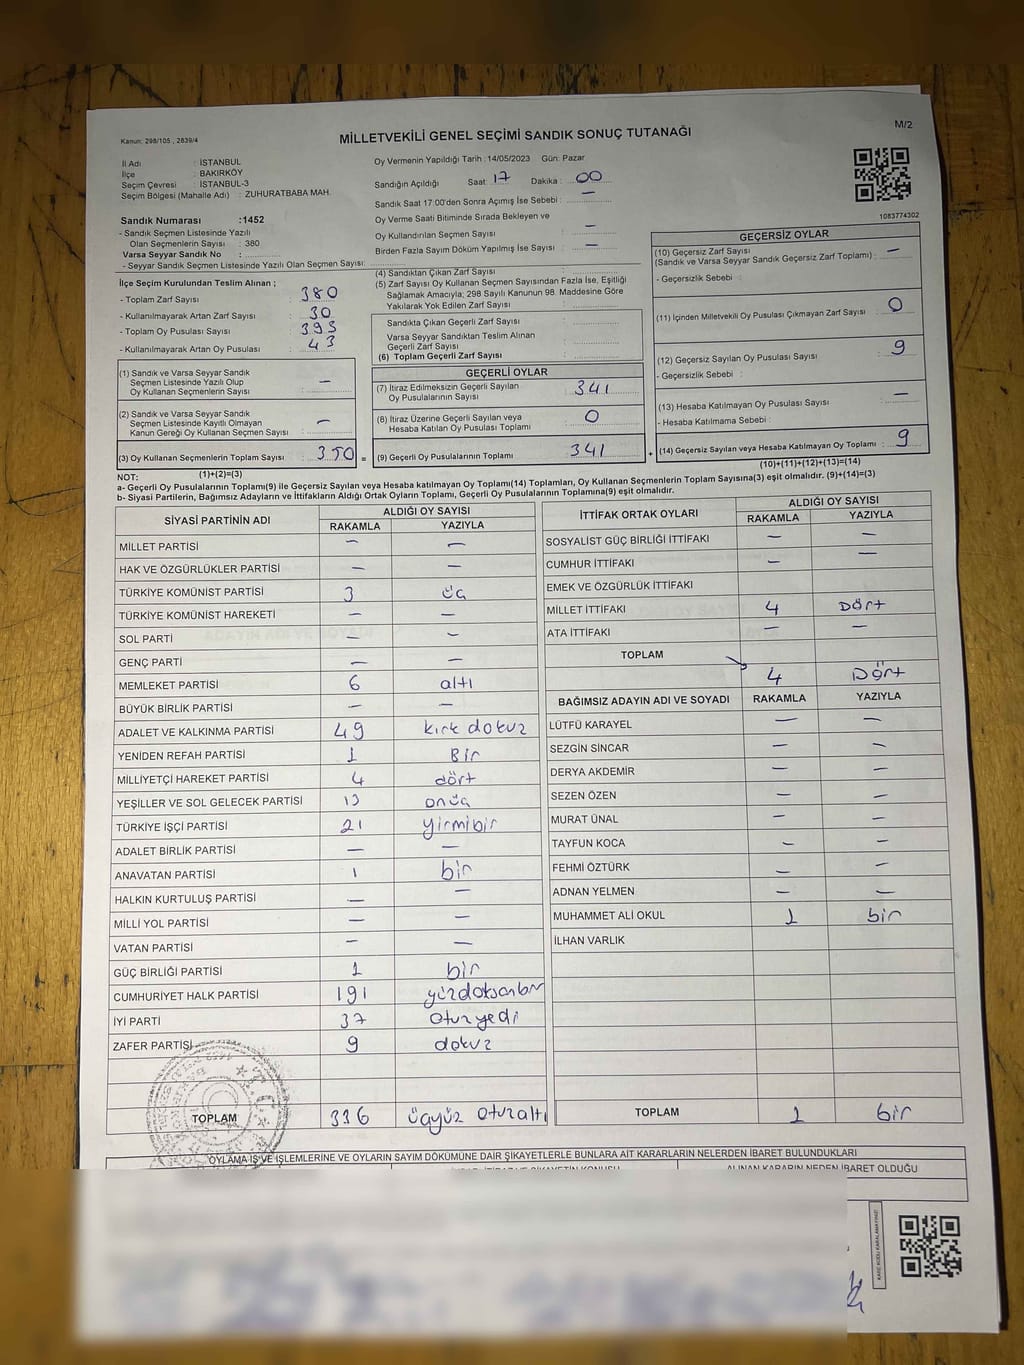 Kanun: 298/105 , 2839/4
MİLLETVEKİLİ GENEL SEÇİMİ SANDIK SONUÇ TUTANAĞI
M/2
İl Adı : İSTANBUL
İlçe : BAKIRKÖY
Seçim Çevresi : İSTANBUL-3
Seçim Bölgesi (Mahalle Adı) : ZUHURATBABA MAH.
Sandık Numarası :1452
- Sandık Seçmen Listesinde Yazılı
Olan Seçmenlerin Sayısı : 380
Varsa Seyyar Sandık No :
- Seyyar Sandık Seçmen Listesinde Yazılı Olan Seçmen Sayısı:
Oy Vermenin Yapıldığı Tarih : 14/05/2023 Gün: Pazar
Sandığın Açıldığı Saat : 17 Dakika : 00
Sandık Saat 17:00'den Sonra Açımış İse Sebebi : —
Oy Verme Saati Bitiminde Sırada Bekleyen ve
Oy Kullandırılan Seçmen Sayısı : —
Birden Fazla Sayım Döküm Yapılmış İse Sayısı : —
1083774302
İlçe Seçim Kurulundan Teslim Alınan ;
- Toplam Zarf Sayısı : 380
- Kullanılmayarak Artan Zarf Sayısı : 30
- Toplam Oy Pusulası Sayısı : 393
- Kullanılmayarak Artan Oy Pusulası : 43
(4) Sandıktan Çıkan Zarf Sayısı :
(5) Zarf Sayısı Oy Kullanan Seçmen Sayısından Fazla İse, Eşitliği
Sağlamak Amacıyla; 298 Sayılı Kanunun 98. Maddesine Göre
Yakılarak Yok Edilen Zarf Sayısı :
Sandıkta Çıkan Geçerli Zarf Sayısı :
Varsa Seyyar Sandıktan Teslim Alınan
Geçerli Zarf Sayısı :
(6) Toplam Geçerli Zarf Sayısı :
GEÇERSİZ OYLAR
(10) Geçersiz Zarf Sayısı
(Sandık ve Varsa Seyyar Sandık Geçersiz Zarf Toplamı) : —
- Geçersizlik Sebebi :
(11) İçinden Milletvekili Oy Pusulası Çıkmayan Zarf Sayısı : 0
(12) Geçersiz Sayılan Oy Pusulası Sayısı : 9
- Geçersizlik Sebebi :
(13) Hesaba Katılmayan Oy Pusulası Sayısı : —
- Hesaba Katılmama Sebebi :
(14) Geçersiz Sayılan veya Hesaba Katılmayan Oy Toplamı : 9
(10)+(11)+(12)+(13)=(14)
(1) Sandık ve Varsa Seyyar Sandık
Seçmen Listesinde Yazılı Olup
Oy Kullanan Seçmenlerin Sayısı : —
(2) Sandık ve Varsa Seyyar Sandık
Seçmen Listesinde Kayıtlı Olmayan
Kanun Gereği Oy Kullanan Seçmen Sayısı : —
(3) Oy Kullanan Seçmenlerin Toplam Sayısı : 350 =
(1)+(2)=(3)
GEÇERLİ OYLAR
(7) İtiraz Edilmeksizin Geçerli Sayılan
Oy Pusulalarının Sayısı : 341
(8) İtiraz Üzerine Geçerli Sayılan veya
Hesaba Katılan Oy Pusulası Toplamı : 0
(9) Geçerli Oy Pusulalarının Toplamı : 341 +
NOT:
a- Geçerli Oy Pusulalarının Toplamı(9) ile Geçersiz Sayılan veya Hesaba katılmayan Oy Toplamı(14) Toplamları, Oy Kullanan Seçmenlerin Toplam Sayısına(3) eşit olmalıdır. (9)+(14)=(3)
b- Siyasi Partilerin, Bağımsız Adayların ve İttifakların Aldığı Ortak Oyların Toplamı, Geçerli Oy Pusulalarının Toplamına(9) eşit olmalıdır.
SİYASİ PARTİNİN ADI ALDIĞI OY SAYISI
RAKAMLA YAZIYLA
MİLLET PARTİSİ — —
HAK VE ÖZGÜRLÜKLER PARTİSİ — —
TÜRKİYE KOMÜNİST PARTİSİ 3 üç
TÜRKİYE KOMÜNİST HAREKETİ — —
SOL PARTİ — —
GENÇ PARTİ — —
MEMLEKET PARTİSİ 6 altı
BÜYÜK BİRLİK PARTİSİ — —
ADALET VE KALKINMA PARTİSİ 49 kırk dokuz
YENİDEN REFAH PARTİSİ 1 Bir
MİLLİYETÇİ HAREKET PARTİSİ 4 dört
YEŞİLLER VE SOL GELECEK PARTİSİ 13 onüç
TÜRKİYE İŞÇİ PARTİSİ 21 yirmibir
ADALET BİRLİK PARTİSİ — —
ANAVATAN PARTİSİ 1 bir
HALKIN KURTULUŞ PARTİSİ — —
MİLLİ YOL PARTİSİ — —
VATAN PARTİSİ — —
GÜÇ BİRLİĞİ PARTİSİ 1 bir
CUMHURİYET HALK PARTİSİ 191 yüzdoksanbir
İYİ PARTİ 37 otuzyedi
ZAFER PARTİSİ 9 dokuz
TOPLAM 336 üçyüz oturaltı
İTTİFAK ORTAK OYLARI ALDIĞI OY SAYISI
RAKAMLA YAZIYLA
SOSYALİST GÜÇ BİRLİĞİ İTTİFAKI — —
CUMHUR İTTİFAKI — —
EMEK VE ÖZGÜRLÜK İTTİFAKI
MİLLET İTTİFAKI 4 Dört
ATA İTTİFAKI — —
TOPLAM 4 Dört
BAĞIMSIZ ADAYIN ADI VE SOYADI RAKAMLA YAZIYLA
LÜTFÜ KARAYEL — —
SEZGİN SİNCAR — —
DERYA AKDEMİR — —
SEZEN ÖZEN — —
MURAT ÜNAL — —
TAYFUN KOCA — —
FEHMİ ÖZTÜRK — —
ADNAN YELMEN — —
MUHAMMET ALİ OKUL 1 bir
İLHAN VARLIK
TOPLAM 1 bir
OYLAMA İŞ VE İŞLEMLERİNE VE OYLARIN SAYIM DÖKÜMÜNE DAİR ŞİKAYETLERLE BUNLARA AİT KARARLARIN NELERDEN İBARET BULUNDUKLARI
ALINAN KARARIN NEDEN İBARET OLDUĞU